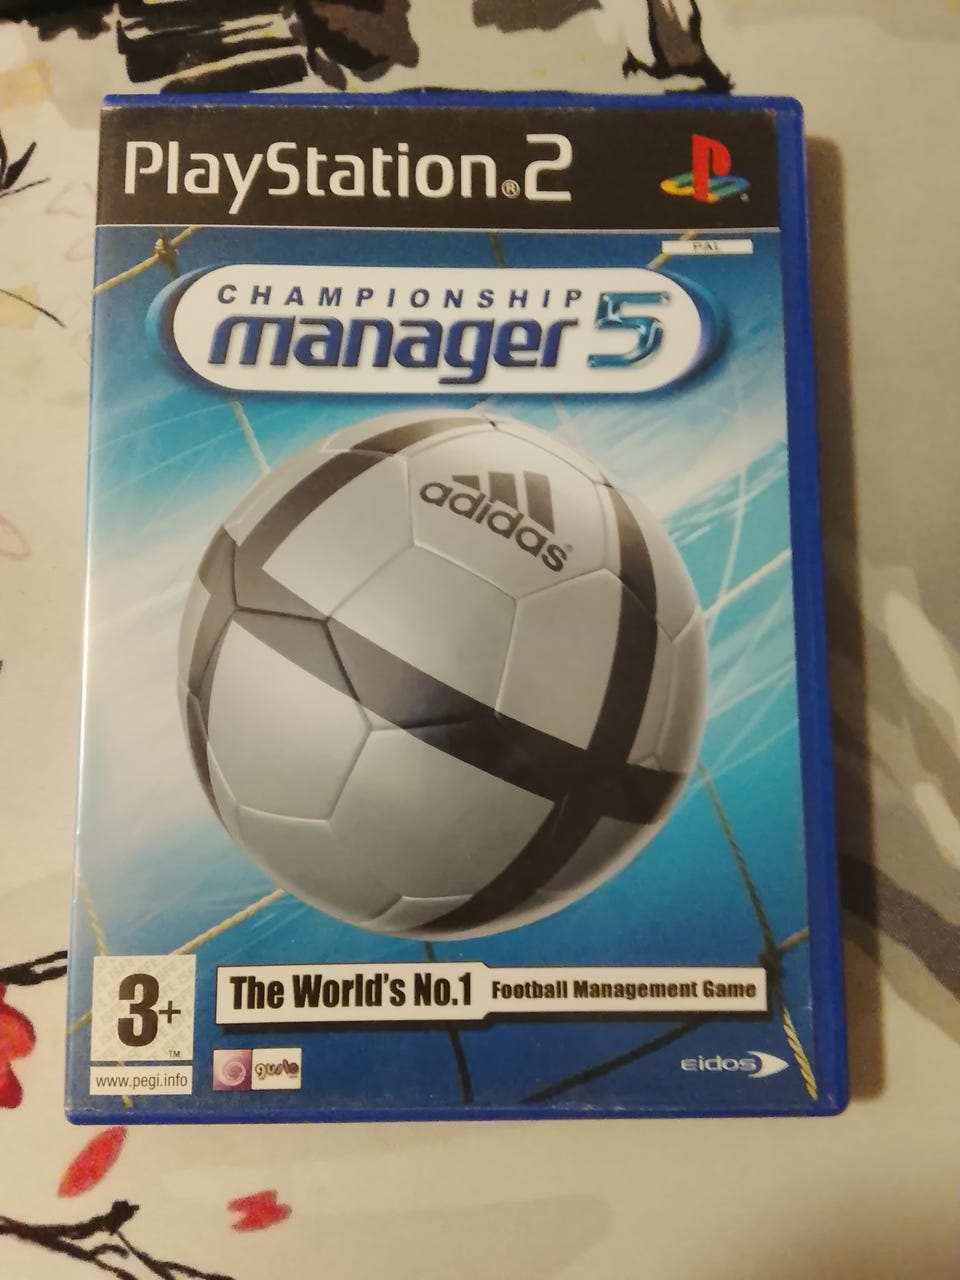 PlayStation®2
PAL
CHAMPIONSHIP
manager 5
adidas®
3+
TM
www.pegi.info
The World's No.1 Football Management Game
gusto
eidos